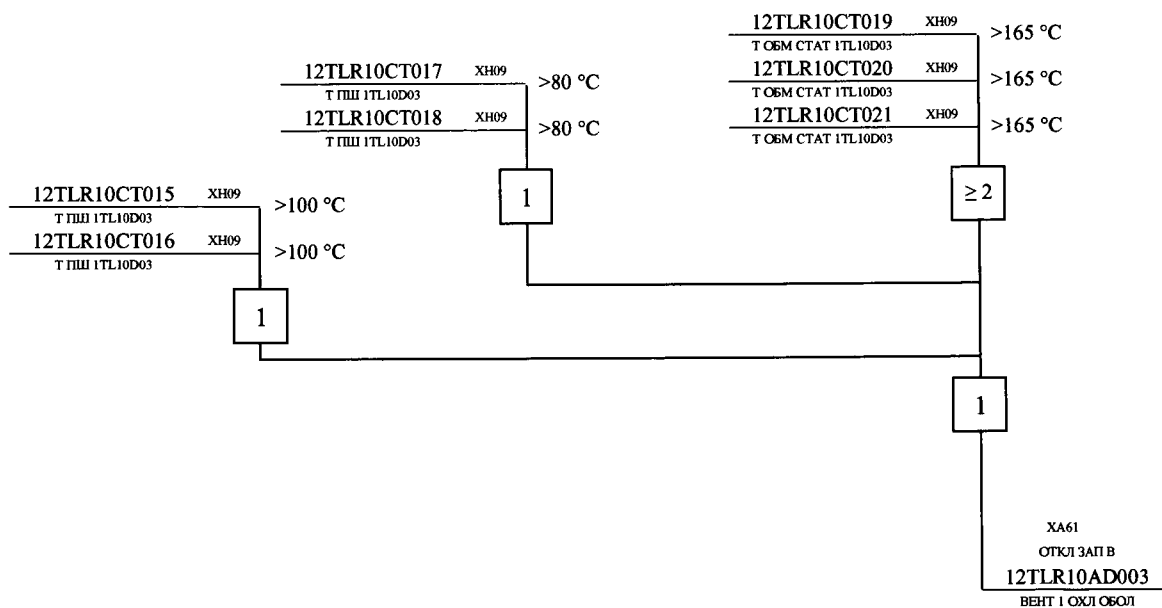 12TLR10CT019 XH09 >165 °C
Т ОБМ СТАТ 1TL10D03
12TLR10CT020 XH09 >165 °C
Т ОБМ СТАТ 1TL10D03
12TLR10CT021 XH09 >165 °C
Т ОБМ СТАТ 1TL10D03
≥ 2
12TLR10CT017 XH09 >80 °C
Т ПШ 1TL10D03
12TLR10CT018 XH09 >80 °C
Т ПШ 1TL10D03
1
12TLR10CT015 XH09 >100 °C
Т ПШ 1TL10D03
12TLR10CT016 XH09 >100 °C
Т ПШ 1TL10D03
1
1
XA61
ОТКЛ ЗАП В
12TLR10AD003
ВЕНТ 1 ОХЛ ОБОЛ